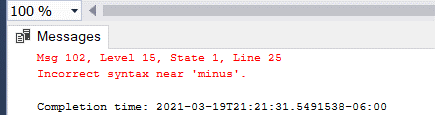 100 %
Messages
Msg 102, Level 15, State 1, Line 25
Incorrect syntax near 'minus'.
Completion time: 2021-03-19T21:21:31.5491538-06:00